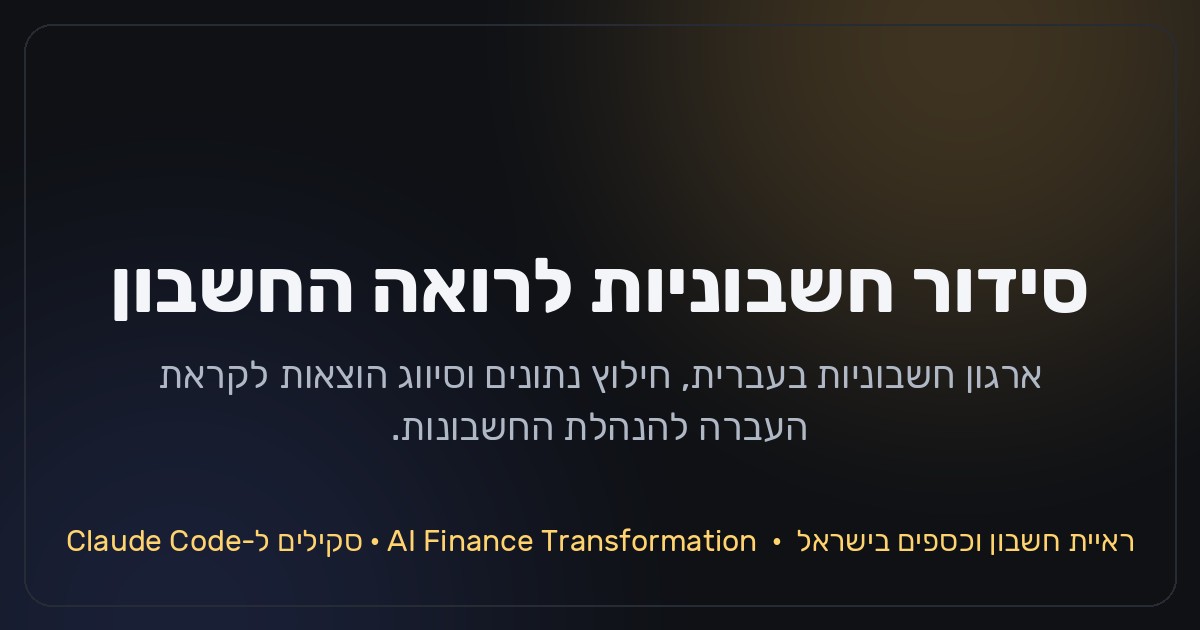 סידור חשבוניות לרואה החשבון
ארגון חשבוניות בעברית, חילוץ נתונים וסיווג הוצאות לקראת
העברה להנהלת החשבונות.
ראיית חשבון וכספים בישראל • AI Finance Transformation • סקילים ל-Claude Code